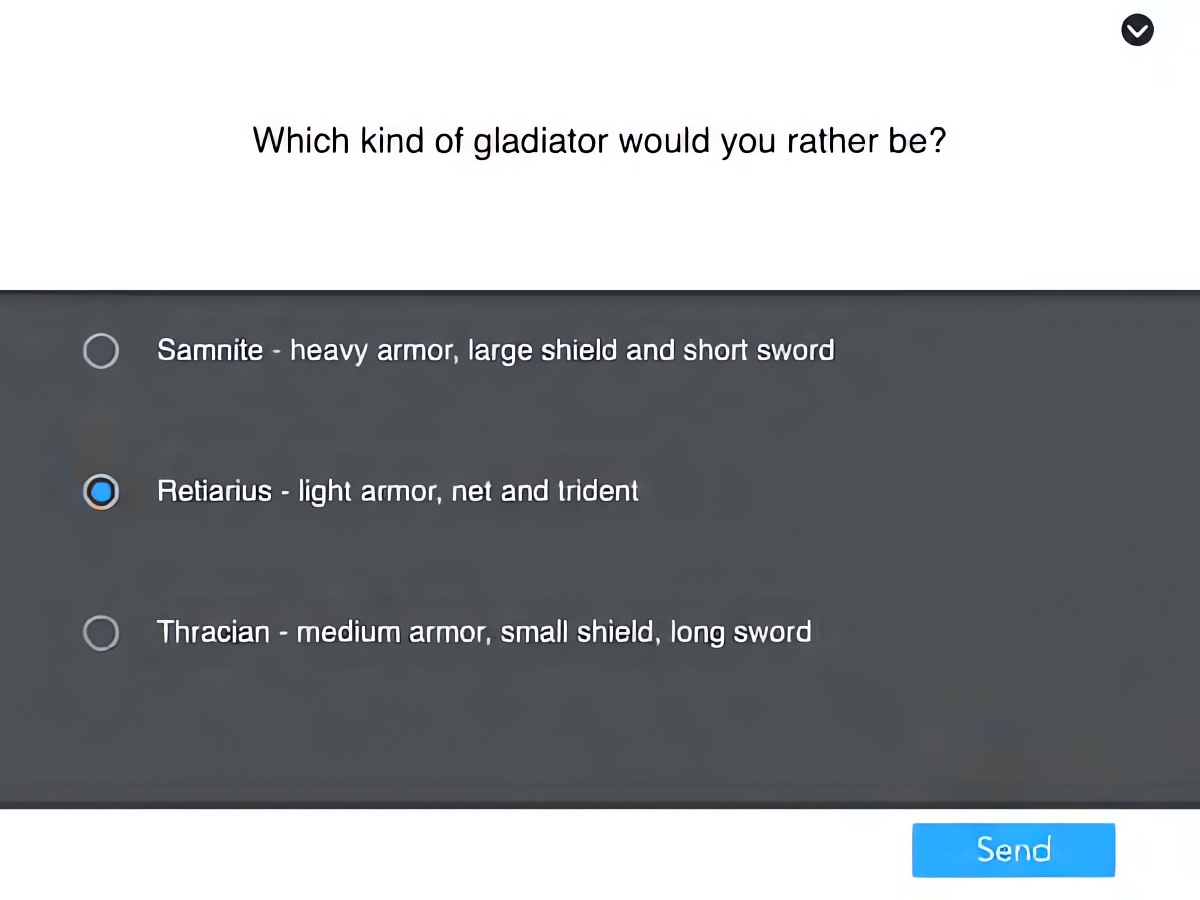 Which kind of gladiator would you rather be?
Samnite - heavy armor, large shield and short sword
Retiarius - light armor, net and trident
Thracian - medium armor, small shield, long sword
Send